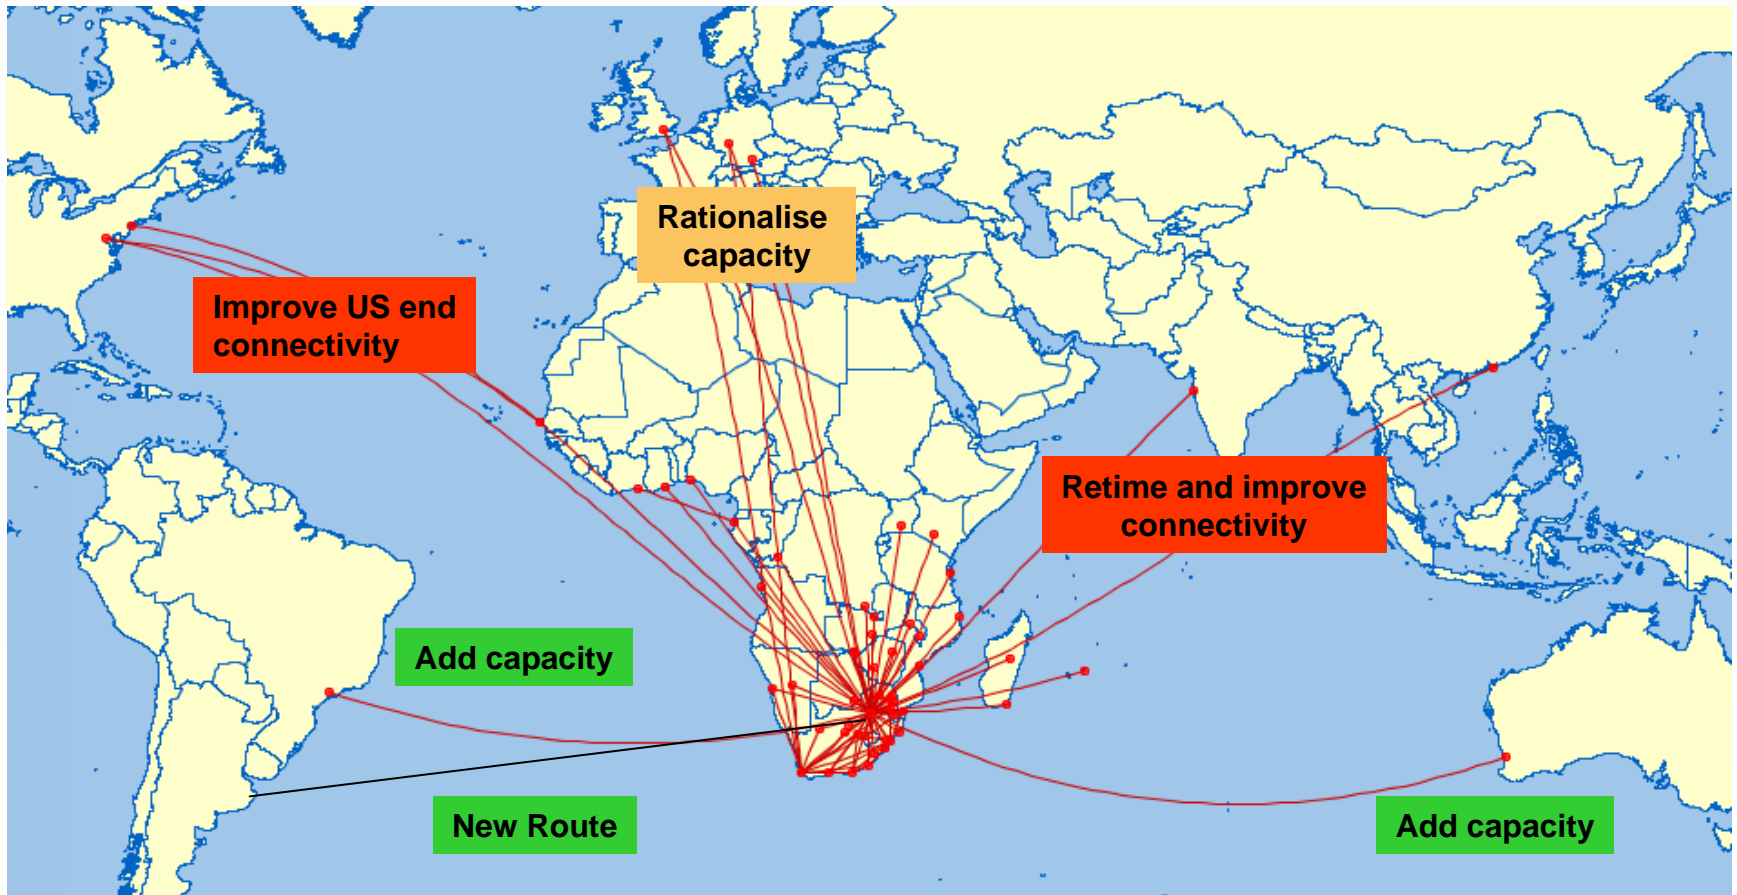 Rationalise
capacity
Improve US end
connectivity
Retime and improve
connectivity
Add capacity
New Route
Add capacity